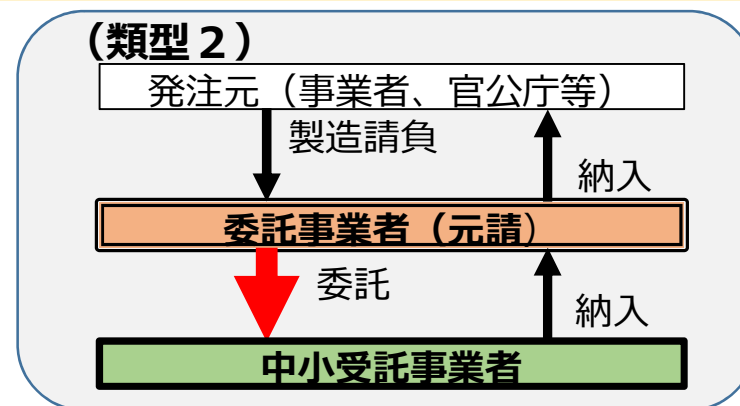 （類型２）
発注元（事業者、官公庁等）
製造請負
納入
委託事業者（元請）
委託
納入
中小受託事業者